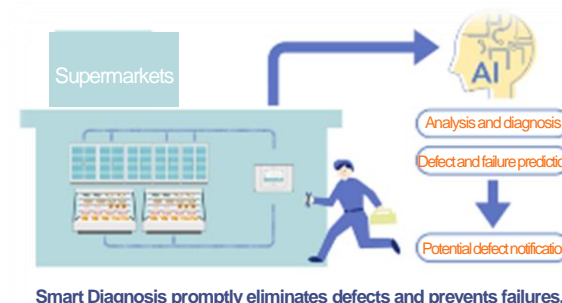 Supermarkets
AI
Analysis and diagnosis
Defect and failure predictio
Potential defect notificatio
Smart Diagnosis promptly eliminates defects and prevents failures.